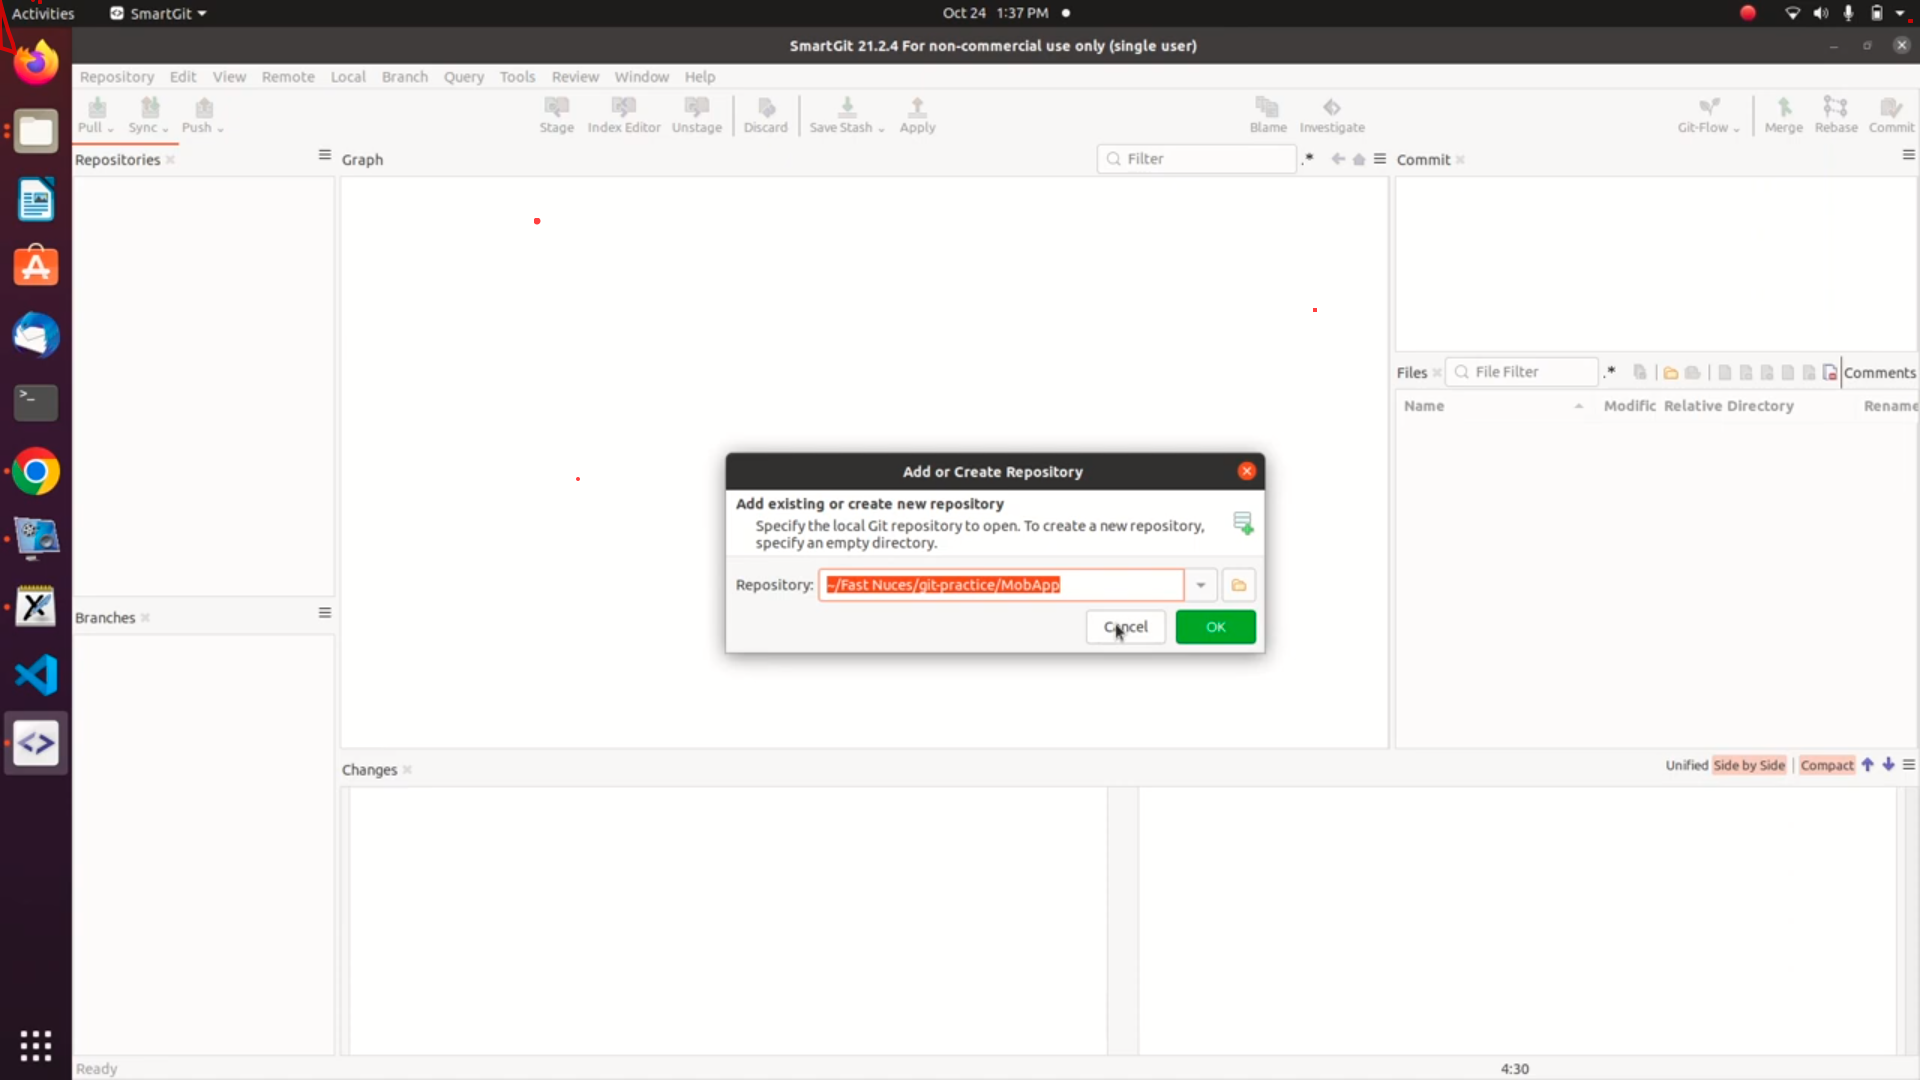 Activities SmartGit Oct 24 1:37 PM
SmartGit 21.2.4 For non-commercial use only (single user)
Repository Edit View Remote Local Branch Query Tools Review Window Help
Pull Sync Push Stage Index Editor Unstage Discard Save Stash Apply Blame Investigate Git-Flow Merge Rebase Commit
Repositories Graph Filter .* Commit
Files File Filter .* Comments
Name Modific Relative Directory Rename
Add or Create Repository
Add existing or create new repository
Specify the local Git repository to open. To create a new repository,
specify an empty directory.
Repository: ~/Fast Nuces/git-practice/MobApp
Cancel OK
Branches
Changes Unified Side by Side Compact
Ready 4:30